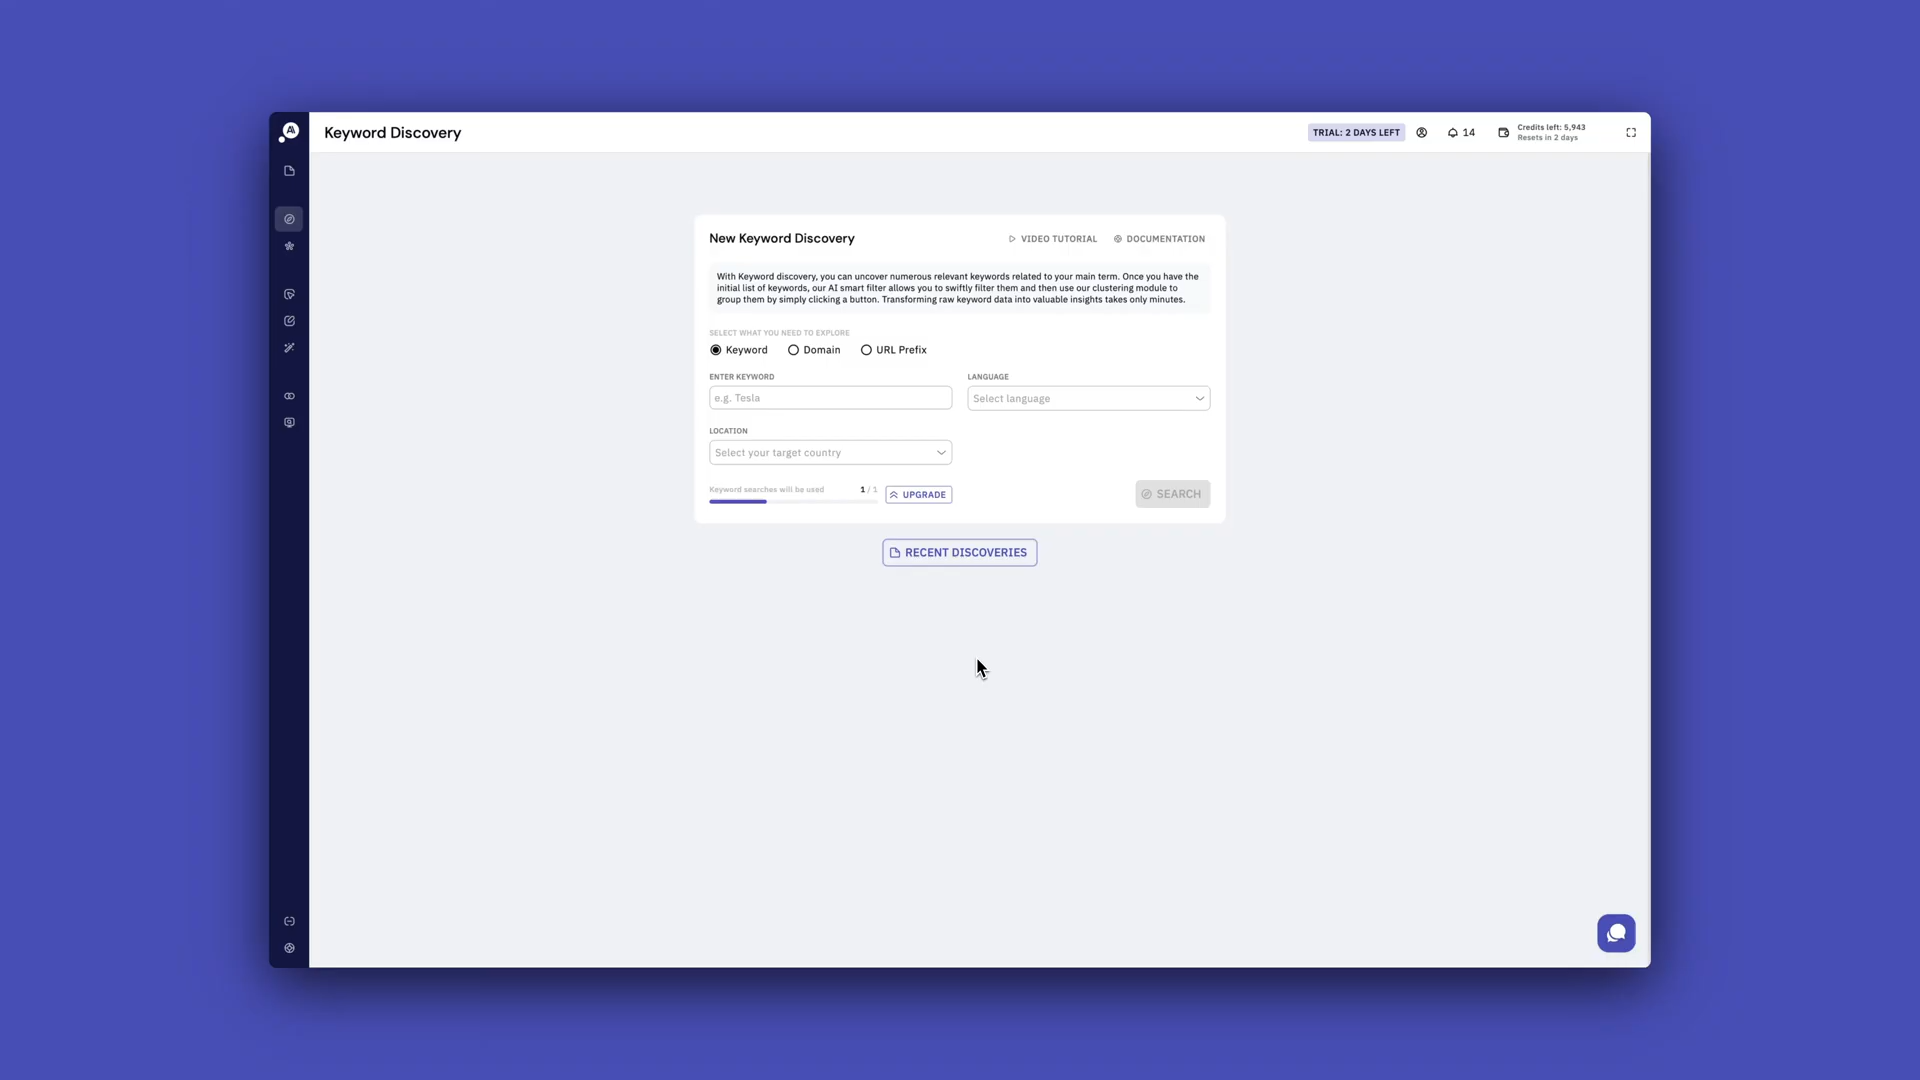 Keyword Discovery
TRIAL: 2 DAYS LEFT
14
Credits left: 5,943
Resets in 2 days
New Keyword Discovery
VIDEO TUTORIAL
DOCUMENTATION
With Keyword discovery, you can uncover numerous relevant keywords related to your main term. Once you have the
initial list of keywords, our AI smart filter allows you to swiftly filter them and then use our clustering module to
group them by simply clicking a button. Transforming raw keyword data into valuable insights takes only minutes.
SELECT WHAT YOU NEED TO EXPLORE
Keyword
Domain
URL Prefix
ENTER KEYWORD
LANGUAGE
e.g. Tesla
Select language
LOCATION
Select your target country
Keyword searches will be used
1 / 1
UPGRADE
SEARCH
RECENT DISCOVERIES